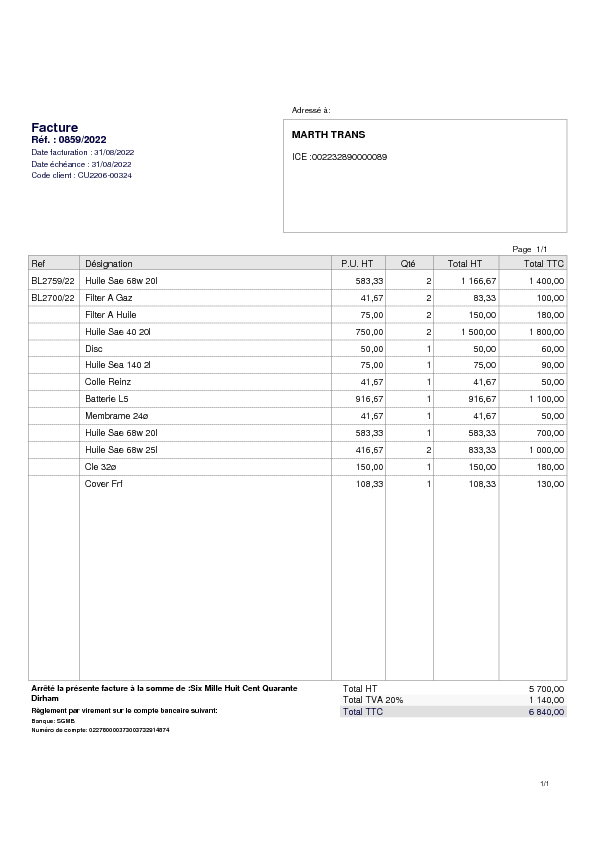 Adressé à:
Facture
Réf. : 0859/2022
Date facturation : 31/08/2022
Date échéance : 31/08/2022
Code client : CU2206-00324
MARTH TRANS
ICE :002232890000089
Page 1/1
Ref Désignation P.U. HT Qté Total HT Total TTC
BL2759/22 Huile Sae 68w 20l 583,33 2 1 166,67 1 400,00
BL2700/22 Filter A Gaz 41,67 2 83,33 100,00
Filter A Huile 75,00 2 150,00 180,00
Huile Sae 40 20l 750,00 2 1 500,00 1 800,00
Disc 50,00 1 50,00 60,00
Huile Sea 140 2l 75,00 1 75,00 90,00
Colle Reinz 41,67 1 41,67 50,00
Batterie L5 916,67 1 916,67 1 100,00
Membrame 24ø 41,67 1 41,67 50,00
Huile Sae 68w 20l 583,33 1 583,33 700,00
Huile Sae 68w 25l 416,67 2 833,33 1 000,00
Cle 32ø 150,00 1 150,00 180,00
Cover Frf 108,33 1 108,33 130,00
Arrêté la présente facture à la somme de :Six Mille Huit Cent Quarante
Dirham
Règlement par virement sur le compte bancaire suivant:
Banque: SGMB
Numéro de compte: 022780000373003732914874
Total HT 5 700,00
Total TVA 20% 1 140,00
Total TTC 6 840,00
1/1